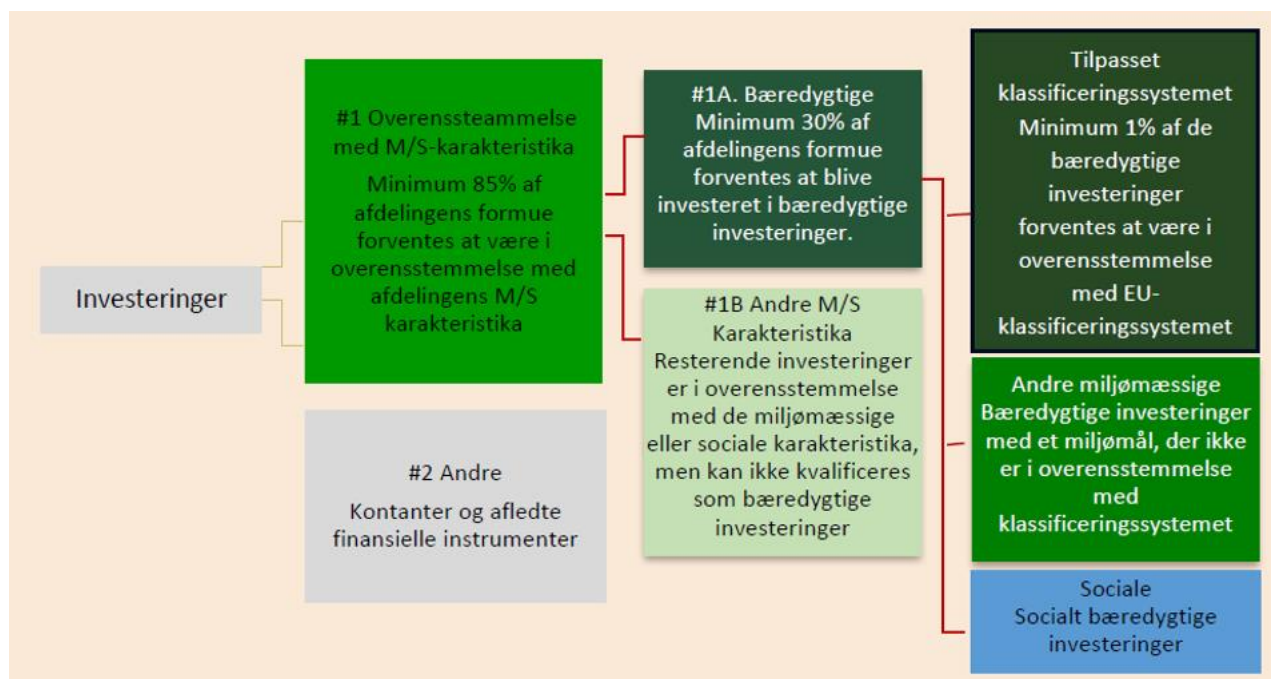 Investeringer
#1 Overenssteammelse
med M/S-karakteristika
Minimum 85% af
afdelingens formue
forventes at være i
overensstemmelse med
afdelingens M/S
karakteristika
#2 Andre
Kontanter og afledte
finansielle instrumenter
#1A. Bæredygtige
Minimum 30% af
afdelingens formue
forventes at blive
investeret i bæredygtige
investeringer.
#1B Andre M/S
Karakteristika
Resterende investeringer
er i overensstemmelse
med de miljømæssige
eller sociale karakteristika,
men kan ikke kvalificeres
som bæredygtige
investeringer
Tilpasset
klassificeringssystemet
Minimum 1% af de
bæredygtige
investeringer
forventes at være i
overensstemmelse
med EU-
klassificeringssystemet
Andre miljømæssige
Bæredygtige investeringer
med et miljømål, der ikke
er i overensstemmelse
med
klassificeringssystemet
Sociale
Socialt bæredygtige
investeringer